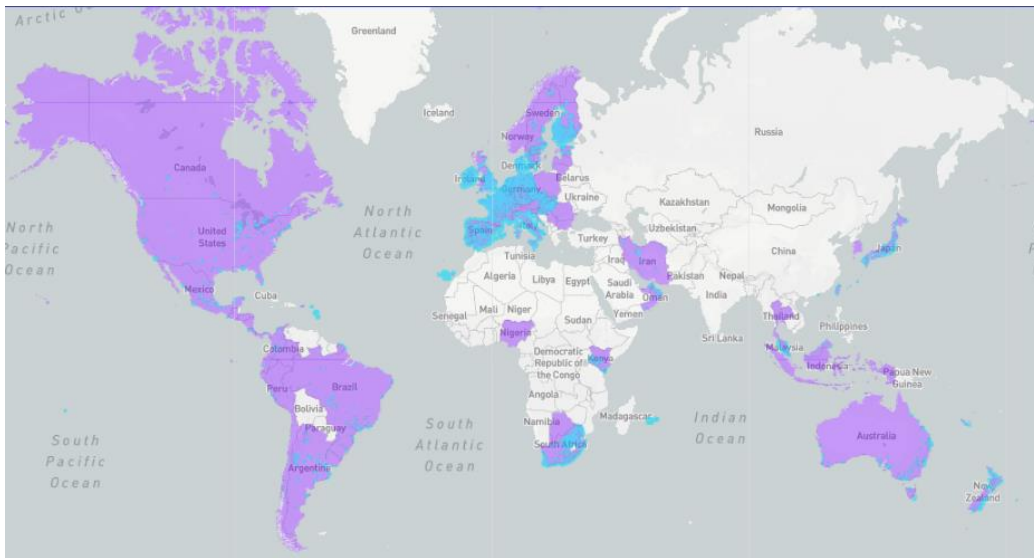 Greenland
Iceland
Sweden
Norway
Russia
Canada
Denmark
Ireland
Belarus
Germany
Ukraine
Kazakhstan
Mongolia
North
Pacific
Ocean
North
Atlantic
Ocean
United
States
Spain
Italy
Turkey
Uzbekistan
China
Japan
Tunisia
Iraq
Iran
Pakistan
Nepal
Algeria
Libya
Egypt
Saudi
Arabia
Oman
India
Mexico
Cuba
Mali
Niger
Yemen
Thailand
Senegal
Sudan
Philippines
Nigeria
Sri Lanka
Colombia
Kenya
Malaysia
Democratic
Republic of
the Congo
Indonesia
Papua New
Guinea
Peru
Brazil
Angola
Bolivia
Madagascar
Indian
Ocean
South
Pacific
Ocean
South
Atlantic
Ocean
Paraguay
Namibia
South Africa
Australia
Argentina
New
Zealand